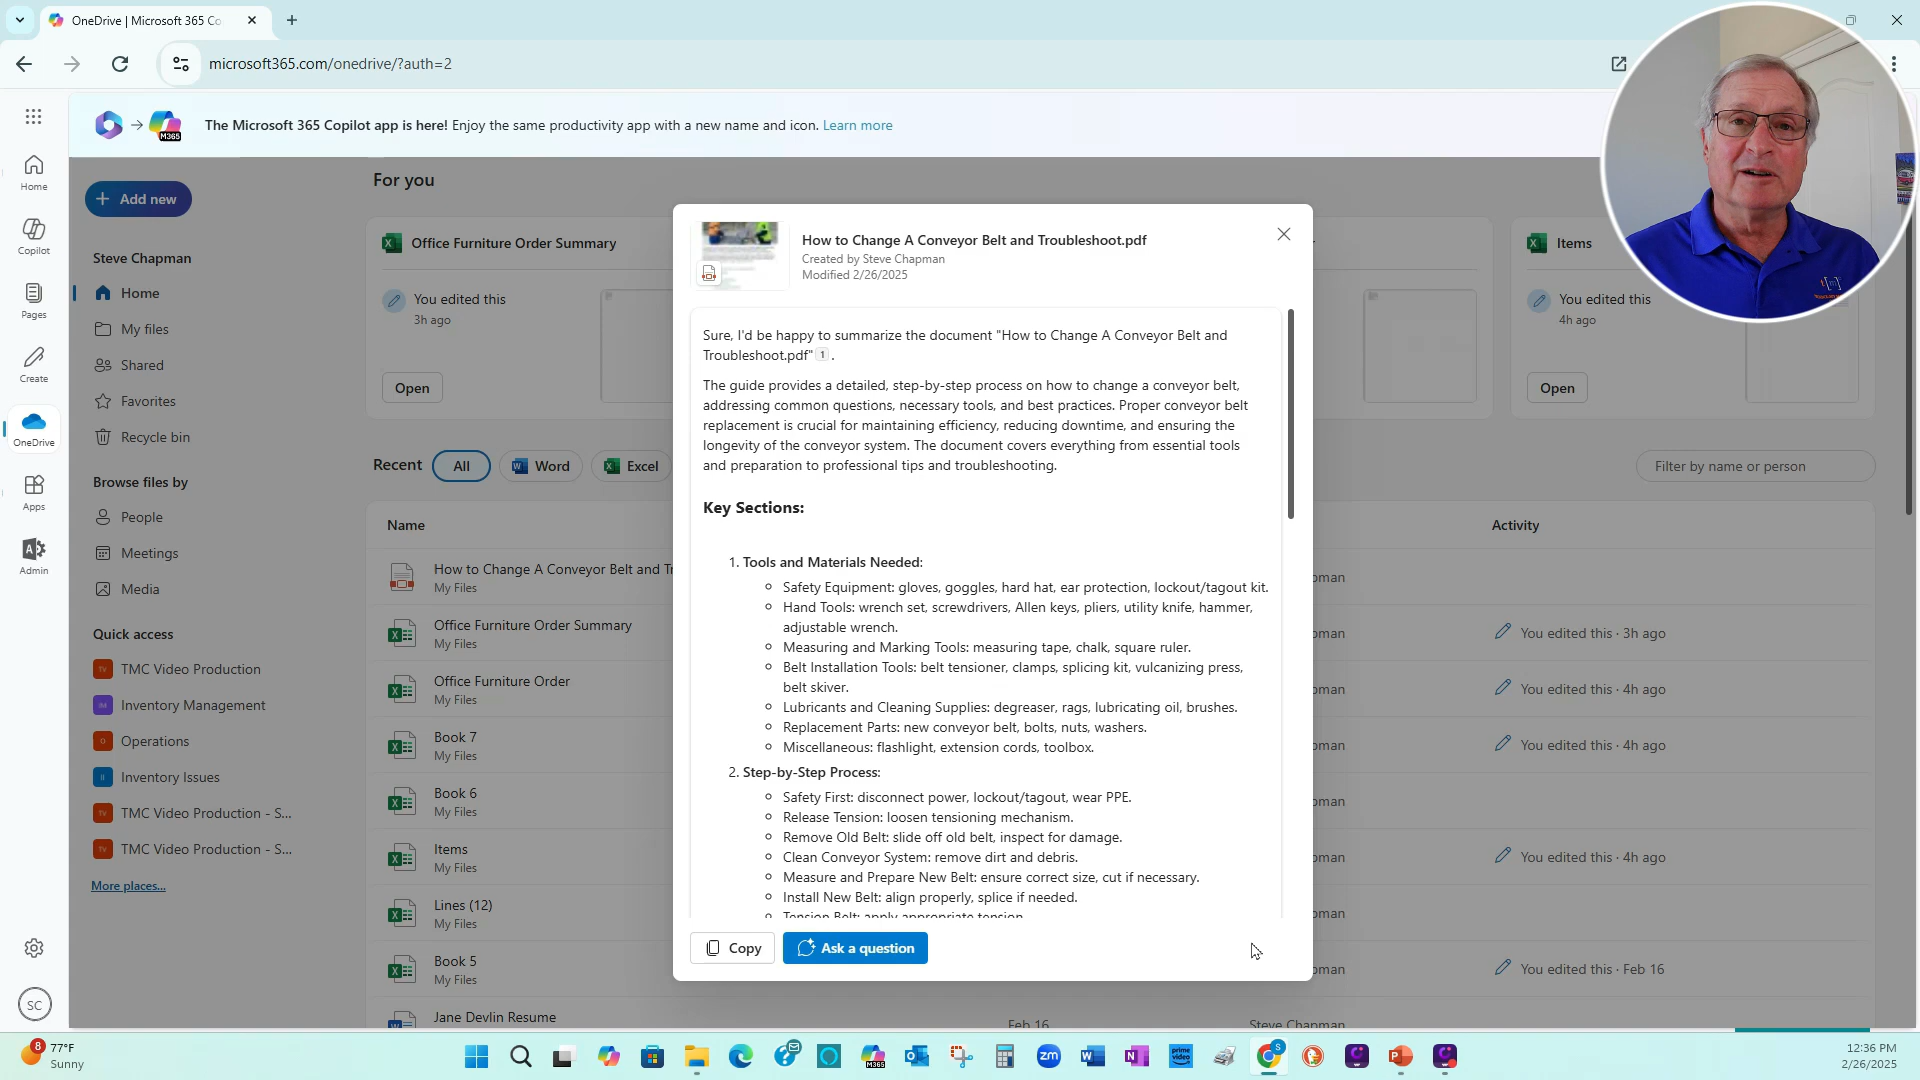 OneDrive | Microsoft 365 Co
microsoft365.com/onedrive/?auth=2
M365
The Microsoft 365 Copilot app is here! Enjoy the same productivity app with a new name and icon. Learn more
Home
Copilot
Pages
Create
OneDrive
Apps
Admin
SC
Add new
Steve Chapman
Home
My files
Shared
Favorites
Recycle bin
Browse files by
People
Meetings
Media
Quick access
TMC Video Production
Inventory Management
Operations
Inventory Issues
TMC Video Production - S...
TMC Video Production - S...
More places...
For you
Office Furniture Order Summary
You edited this
3h ago
Open
Items
You edited this
4h ago
Open
Recent
All
Word
Excel
Filter by name or person
Name
Activity
How to Change A Conveyor Belt and Tr
My Files
Office Furniture Order Summary
My Files
You edited this · 3h ago
Office Furniture Order
My Files
You edited this · 4h ago
Book 7
My Files
You edited this · 4h ago
Book 6
My Files
Items
My Files
You edited this · 4h ago
Lines (12)
My Files
Book 5
My Files
You edited this · Feb 16
Jane Devlin Resume
Feb 16
Steve Chapman
How to Change A Conveyor Belt and Troubleshoot.pdf
Created by Steve Chapman
Modified 2/26/2025
Sure, I'd be happy to summarize the document "How to Change A Conveyor Belt and
Troubleshoot.pdf" 1 .
The guide provides a detailed, step-by-step process on how to change a conveyor belt,
addressing common questions, necessary tools, and best practices. Proper conveyor belt
replacement is crucial for maintaining efficiency, reducing downtime, and ensuring the
longevity of the conveyor system. The document covers everything from essential tools
and preparation to professional tips and troubleshooting.
Key Sections:
1. Tools and Materials Needed:
Safety Equipment: gloves, goggles, hard hat, ear protection, lockout/tagout kit.
Hand Tools: wrench set, screwdrivers, Allen keys, pliers, utility knife, hammer,
adjustable wrench.
Measuring and Marking Tools: measuring tape, chalk, square ruler.
Belt Installation Tools: belt tensioner, clamps, splicing kit, vulcanizing press,
belt skiver.
Lubricants and Cleaning Supplies: degreaser, rags, lubricating oil, brushes.
Replacement Parts: new conveyor belt, bolts, nuts, washers.
Miscellaneous: flashlight, extension cords, toolbox.
2. Step-by-Step Process:
Safety First: disconnect power, lockout/tagout, wear PPE.
Release Tension: loosen tensioning mechanism.
Remove Old Belt: slide off old belt, inspect for damage.
Clean Conveyor System: remove dirt and debris.
Measure and Prepare New Belt: ensure correct size, cut if necessary.
Install New Belt: align properly, splice if needed.
Tension Belt: apply appropriate tension
Copy
Ask a question
8
77°F
Sunny
M365
zm
prime video
12:36 PM
2/26/2025